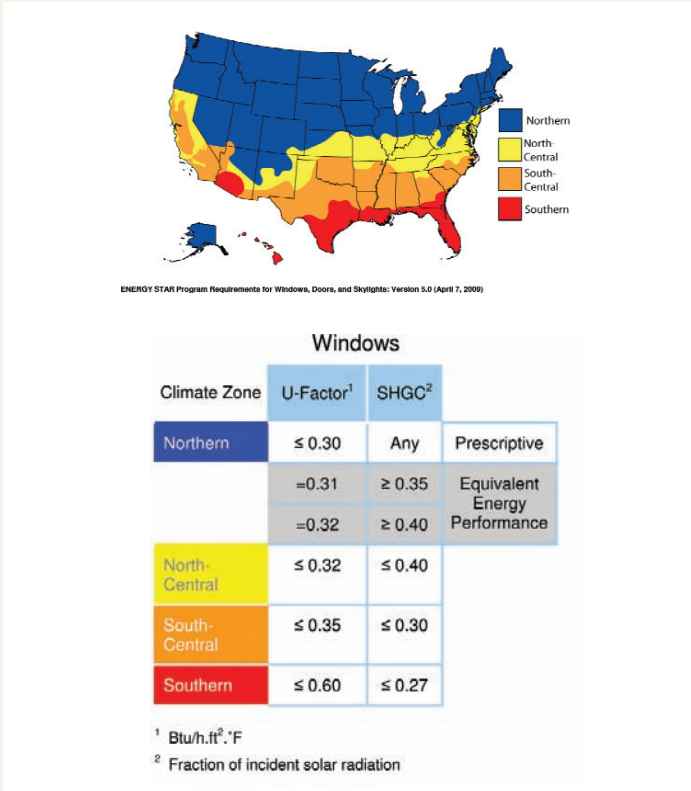 Northern
North-
Central
South-
Central
Southern
ENERGY STAR Program Requirements for Windows, Doors, and Skylights: Version 5.0 (April 7, 2009)
Windows
Climate Zone U-Factor¹ SHGC²
Northern ≤ 0.30 Any Prescriptive
=0.31 ≥ 0.35 Equivalent
Energy
=0.32 ≥ 0.40 Performance
North-
Central ≤ 0.32 ≤ 0.40
South-
Central ≤ 0.35 ≤ 0.30
Southern ≤ 0.60 ≤ 0.27
¹ Btu/h.ft².°F
² Fraction of incident solar radiation